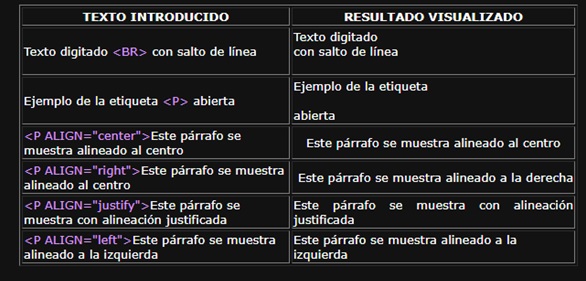 TEXTO INTRODUCIDO
RESULTADO VISUALIZADO
Texto digitado <BR> con salto de línea
Texto digitado
con salto de línea
Ejemplo de la etiqueta <P> abierta
Ejemplo de la etiqueta
abierta
<P ALIGN="center">Este párrafo se
muestra alineado al centro
Este párrafo se muestra alineado al centro
<P ALIGN="right">Este párrafo se muestra
alineado al centro
Este párrafo se muestra alineado a la derecha
<P ALIGN="justify">Este párrafo se
muestra con alineación justificada
Este párrafo se muestra con alineación
justificada
<P ALIGN="left">Este párrafo se muestra
alineado a la izquierda
Este párrafo se muestra alineado a la
izquierda